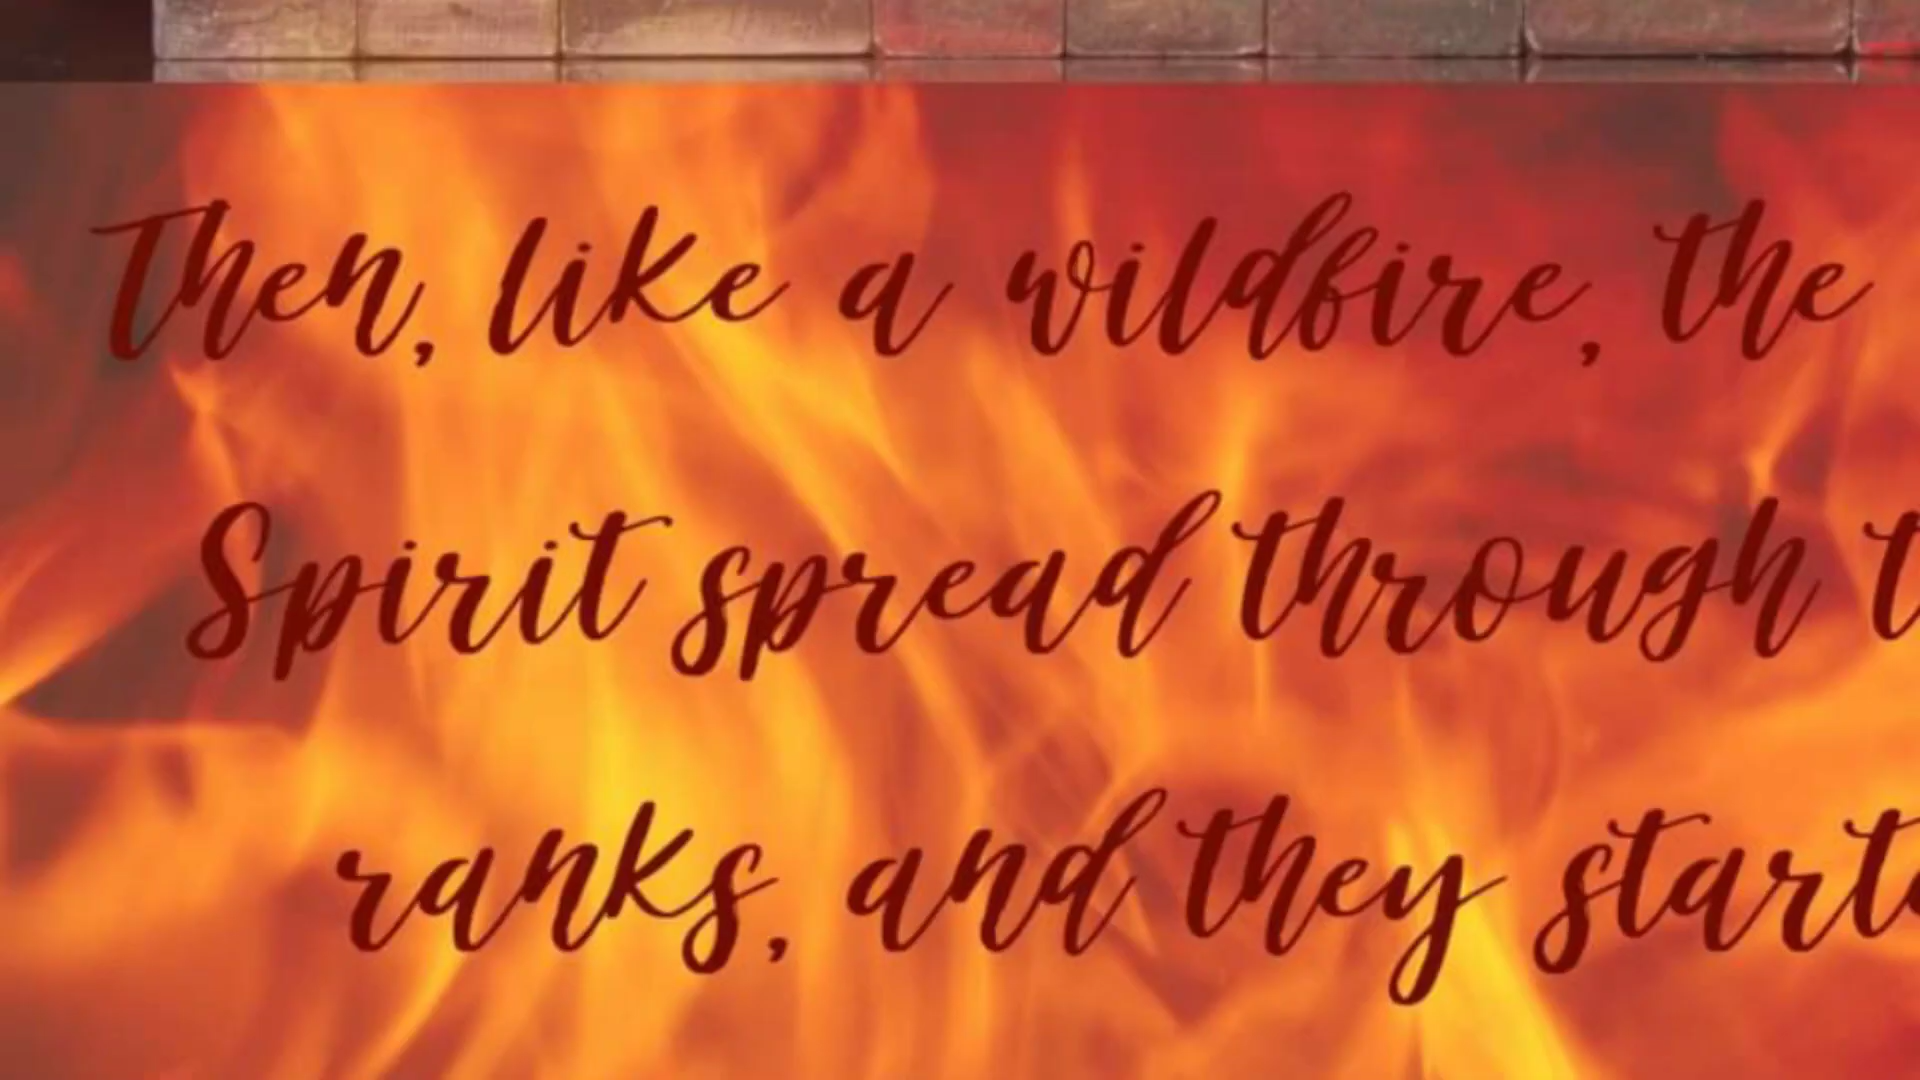 Then, like a wildfire, the
Spirit spread through
ranks, and they